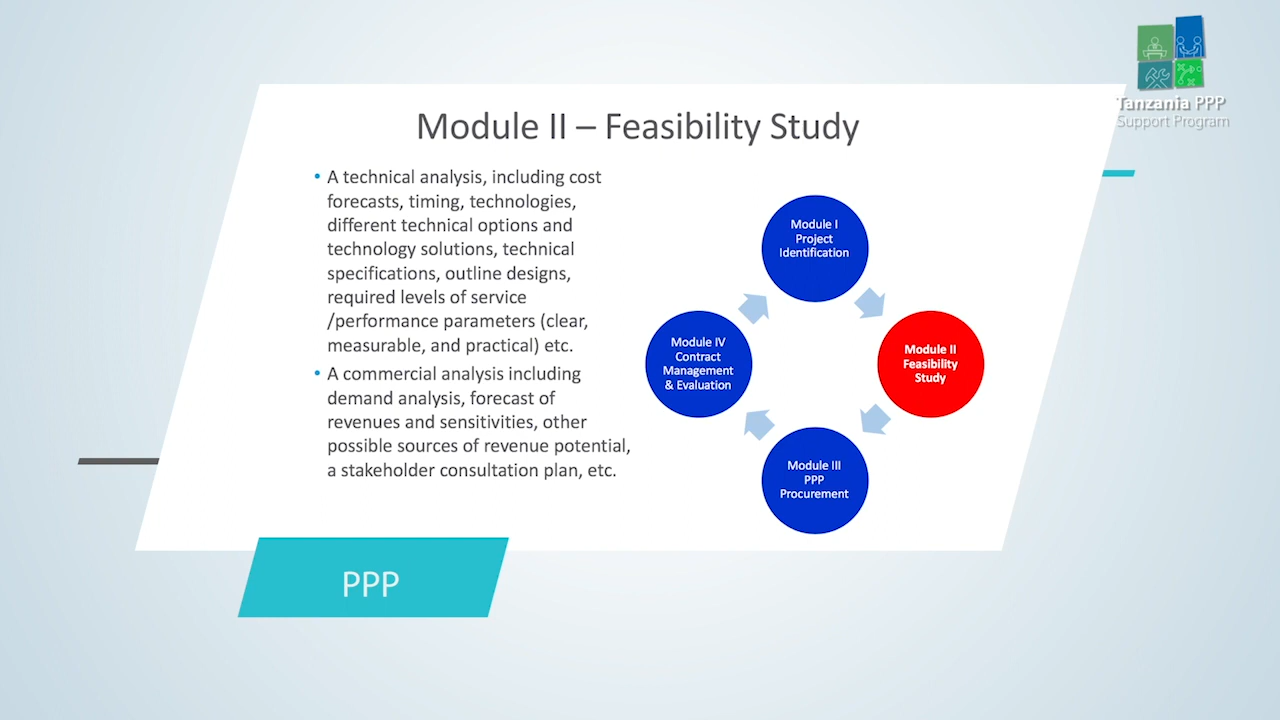 Tanzania PPP
Support Program
Module II – Feasibility Study
• A technical analysis, including cost
forecasts, timing, technologies,
different technical options and
technology solutions, technical
specifications, outline designs,
required levels of service
/performance parameters (clear,
measurable, and practical) etc.
• A commercial analysis including
demand analysis, forecast of
revenues and sensitivities, other
possible sources of revenue potential,
a stakeholder consultation plan, etc.
Module I
Project
Identification
Module II
Feasibility
Study
Module III
PPP
Procurement
Module IV
Contract
Management
& Evaluation
PPP